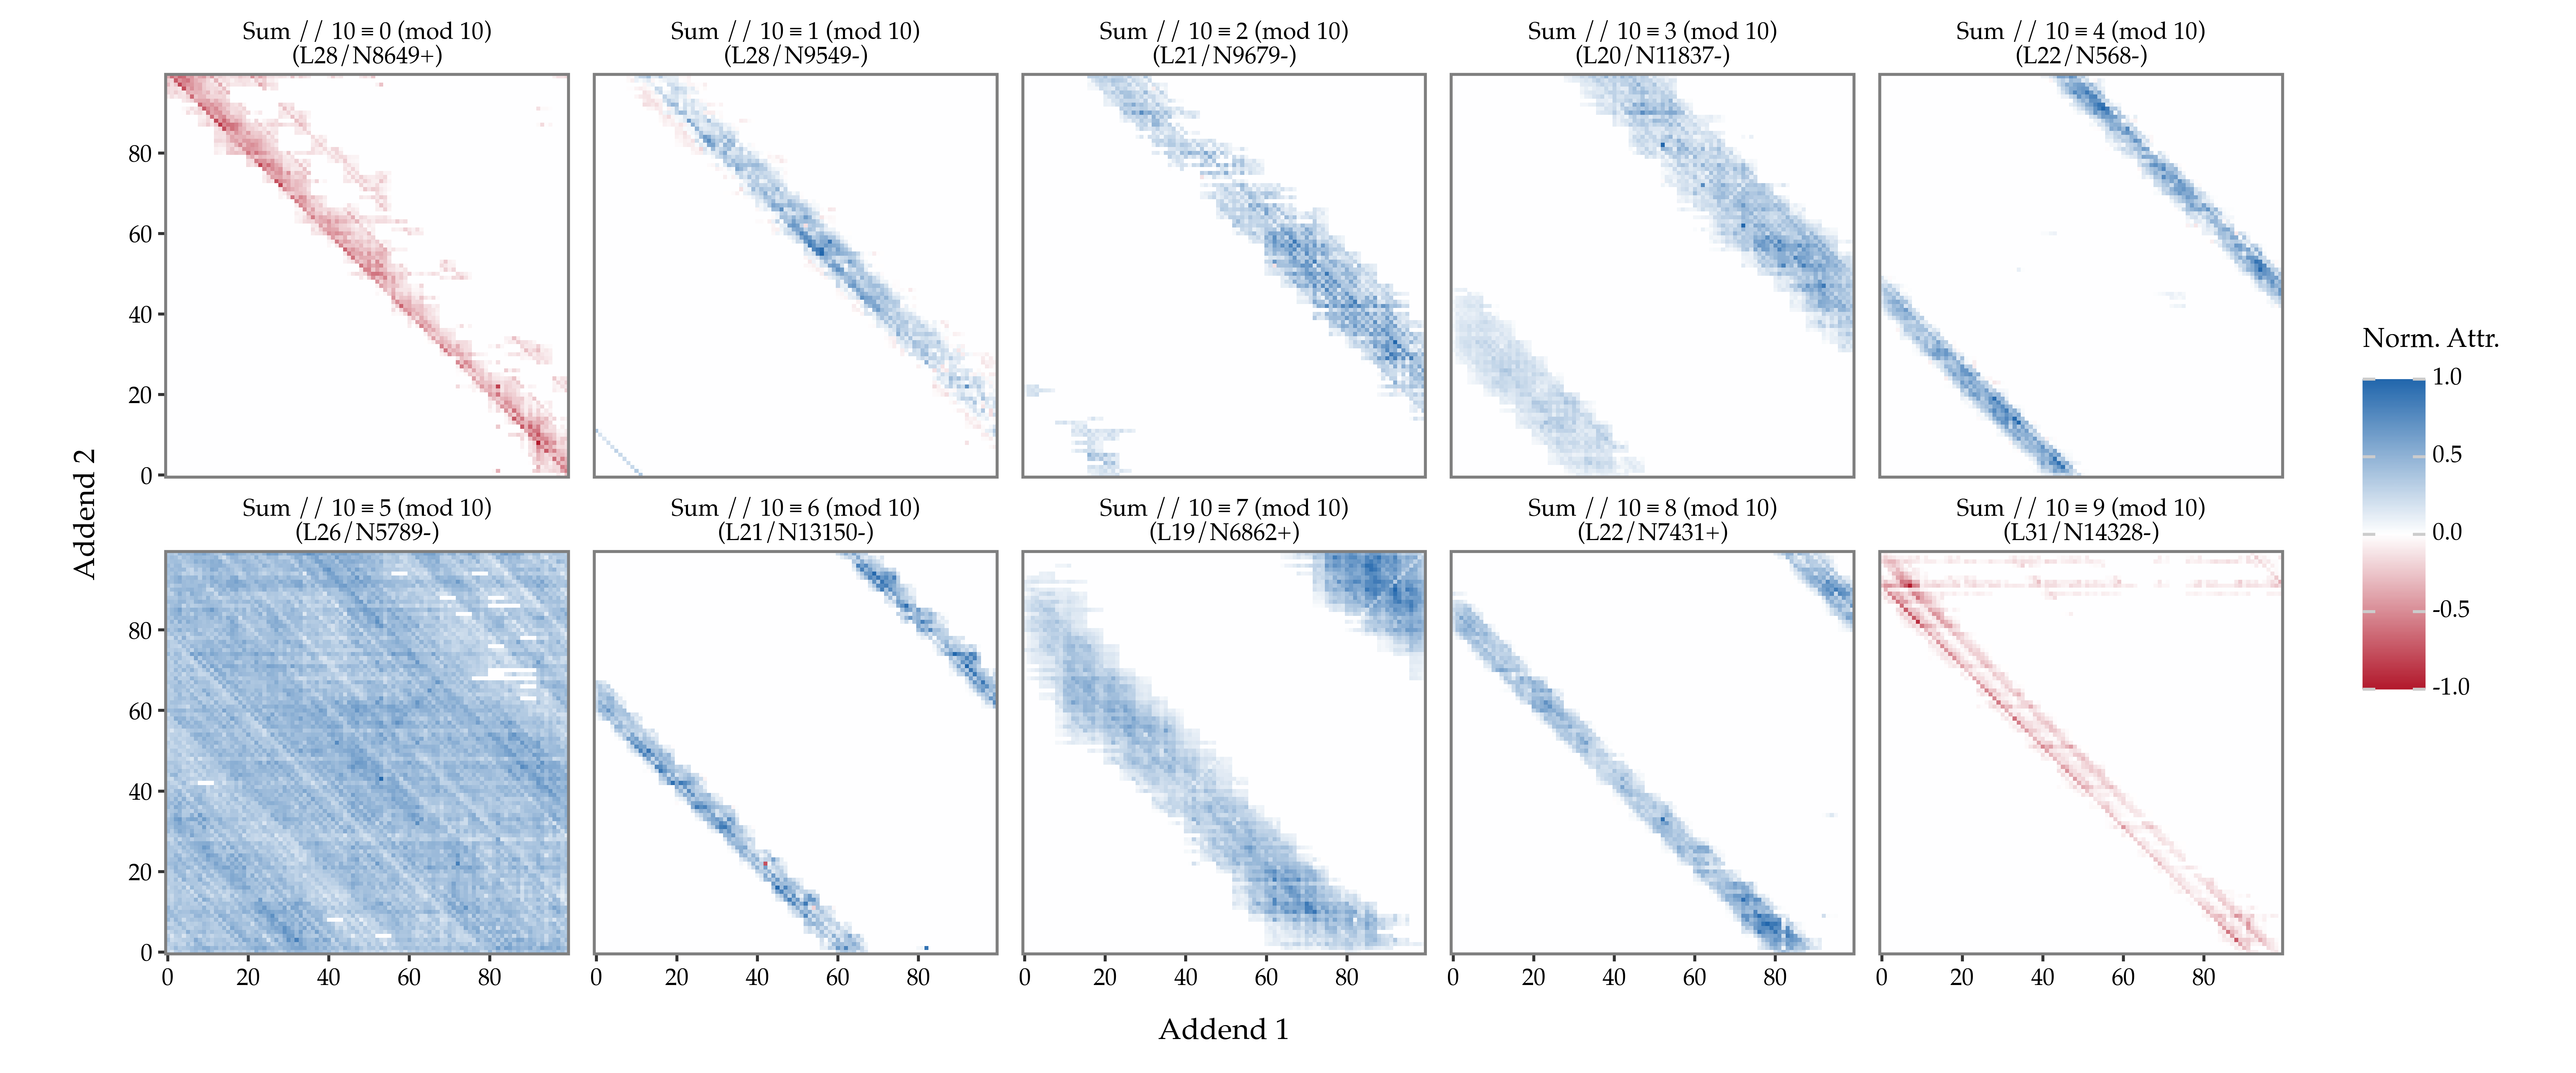 Sum // 10 ≡ 0 (mod 10)
(L28/N8649+)
Sum // 10 ≡ 1 (mod 10)
(L28/N9549-)
Sum // 10 ≡ 2 (mod 10)
(L21/N9679-)
Sum // 10 ≡ 3 (mod 10)
(L20/N11837-)
Sum // 10 ≡ 4 (mod 10)
(L22/N568-)
80
60
40
20
0
Addend 2
Sum // 10 ≡ 5 (mod 10)
(L26/N5789-)
Sum // 10 ≡ 6 (mod 10)
(L21/N13150-)
Sum // 10 ≡ 7 (mod 10)
(L19/N6862+)
Sum // 10 ≡ 8 (mod 10)
(L22/N7431+)
Sum // 10 ≡ 9 (mod 10)
(L31/N14328-)
80
60
40
20
0
0 20 40 60 80
0 20 40 60 80
0 20 40 60 80
0 20 40 60 80
0 20 40 60 80
Addend 1
Norm. Attr.
1.0
0.5
0.0
-0.5
-1.0